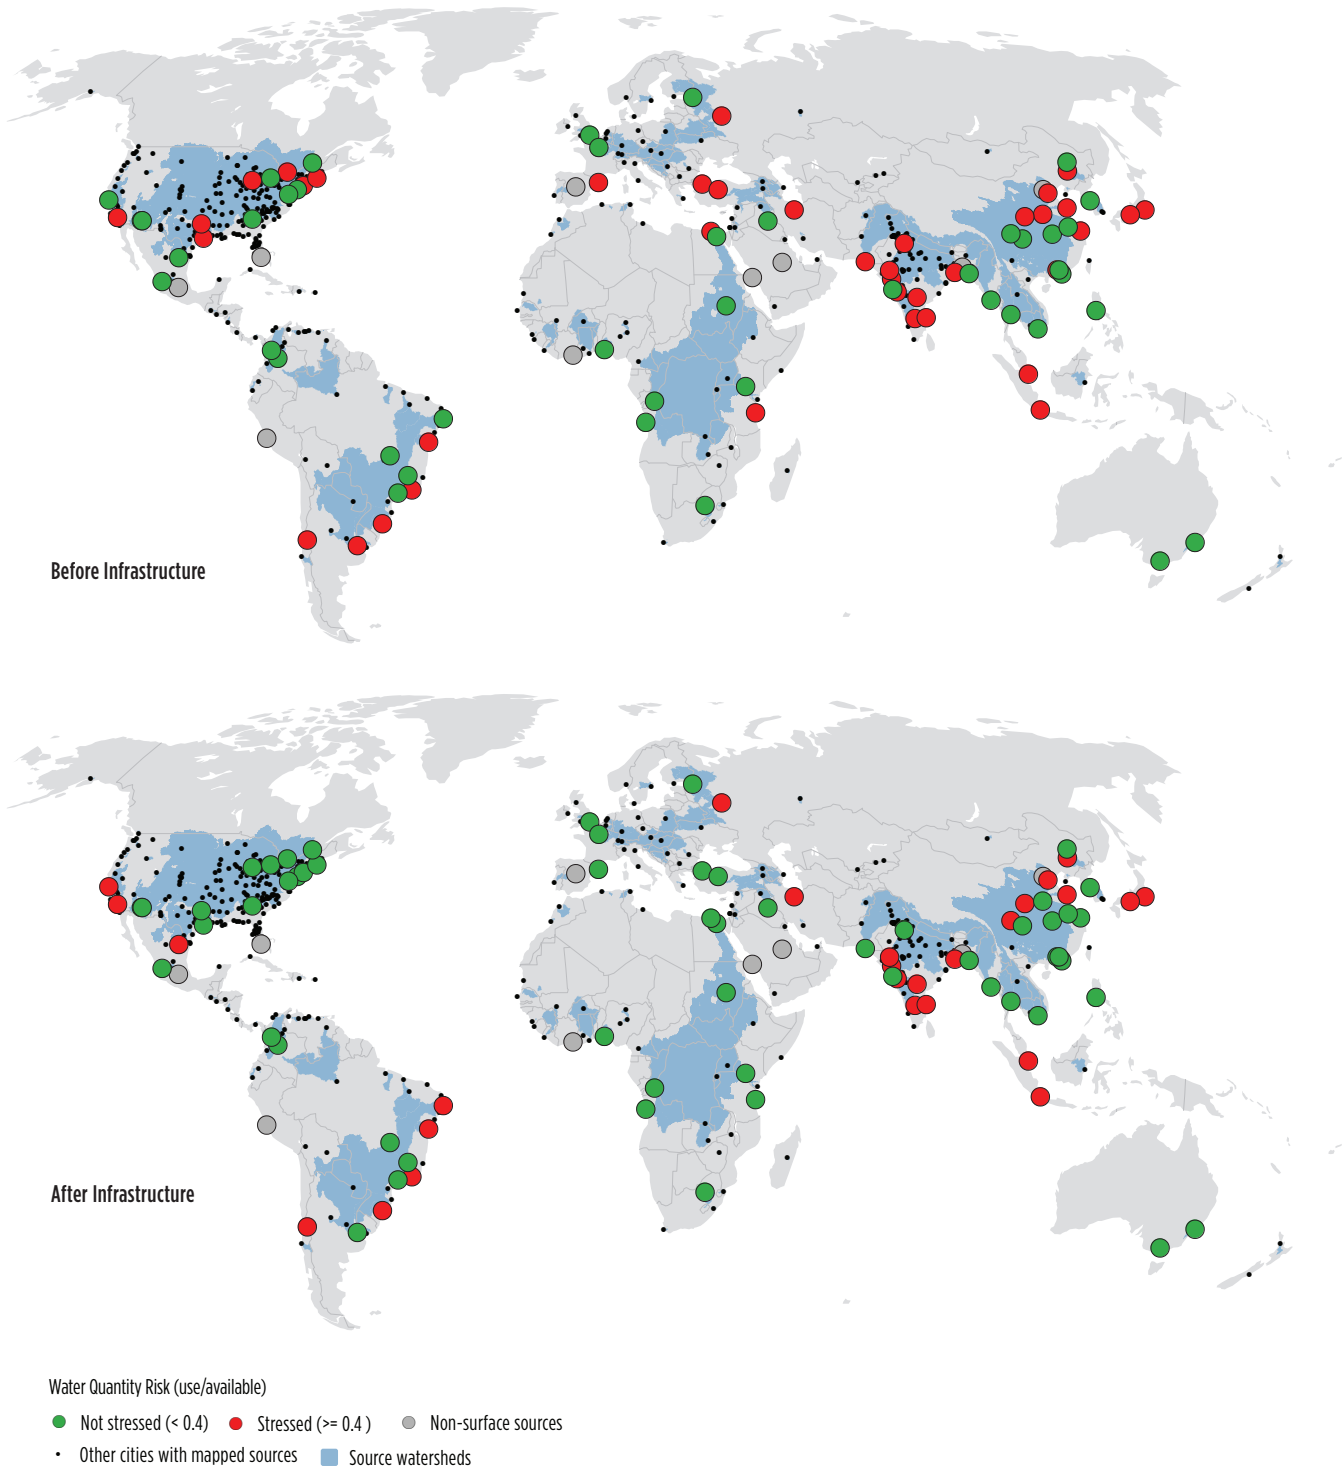 Before Infrastructure
After Infrastructure
Water Quantity Risk (use/available)
Not stressed (< 0.4) Stressed (>= 0.4 ) Non-surface sources
Other cities with mapped sources Source watersheds